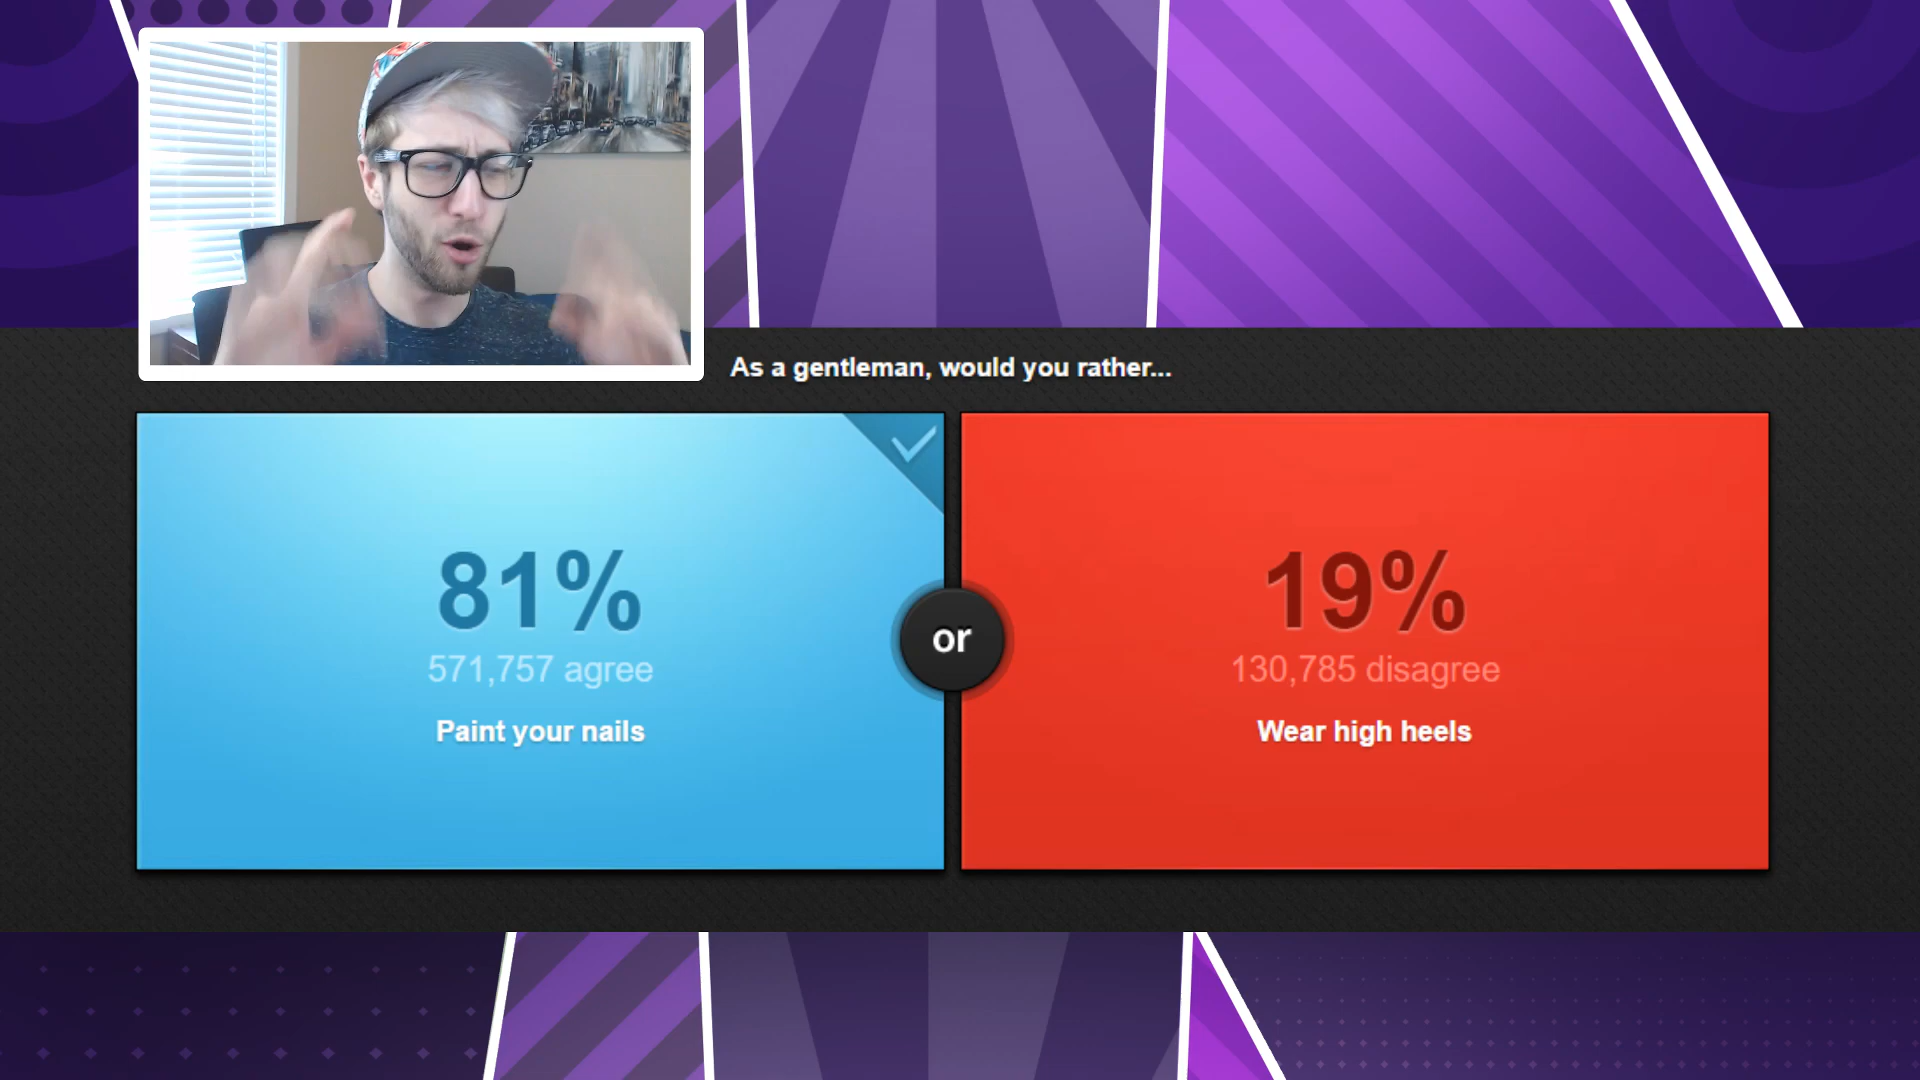 As a gentleman, would you rather...
81%
571,757 agree
Paint your nails
or
19%
130,785 disagree
Wear high heels